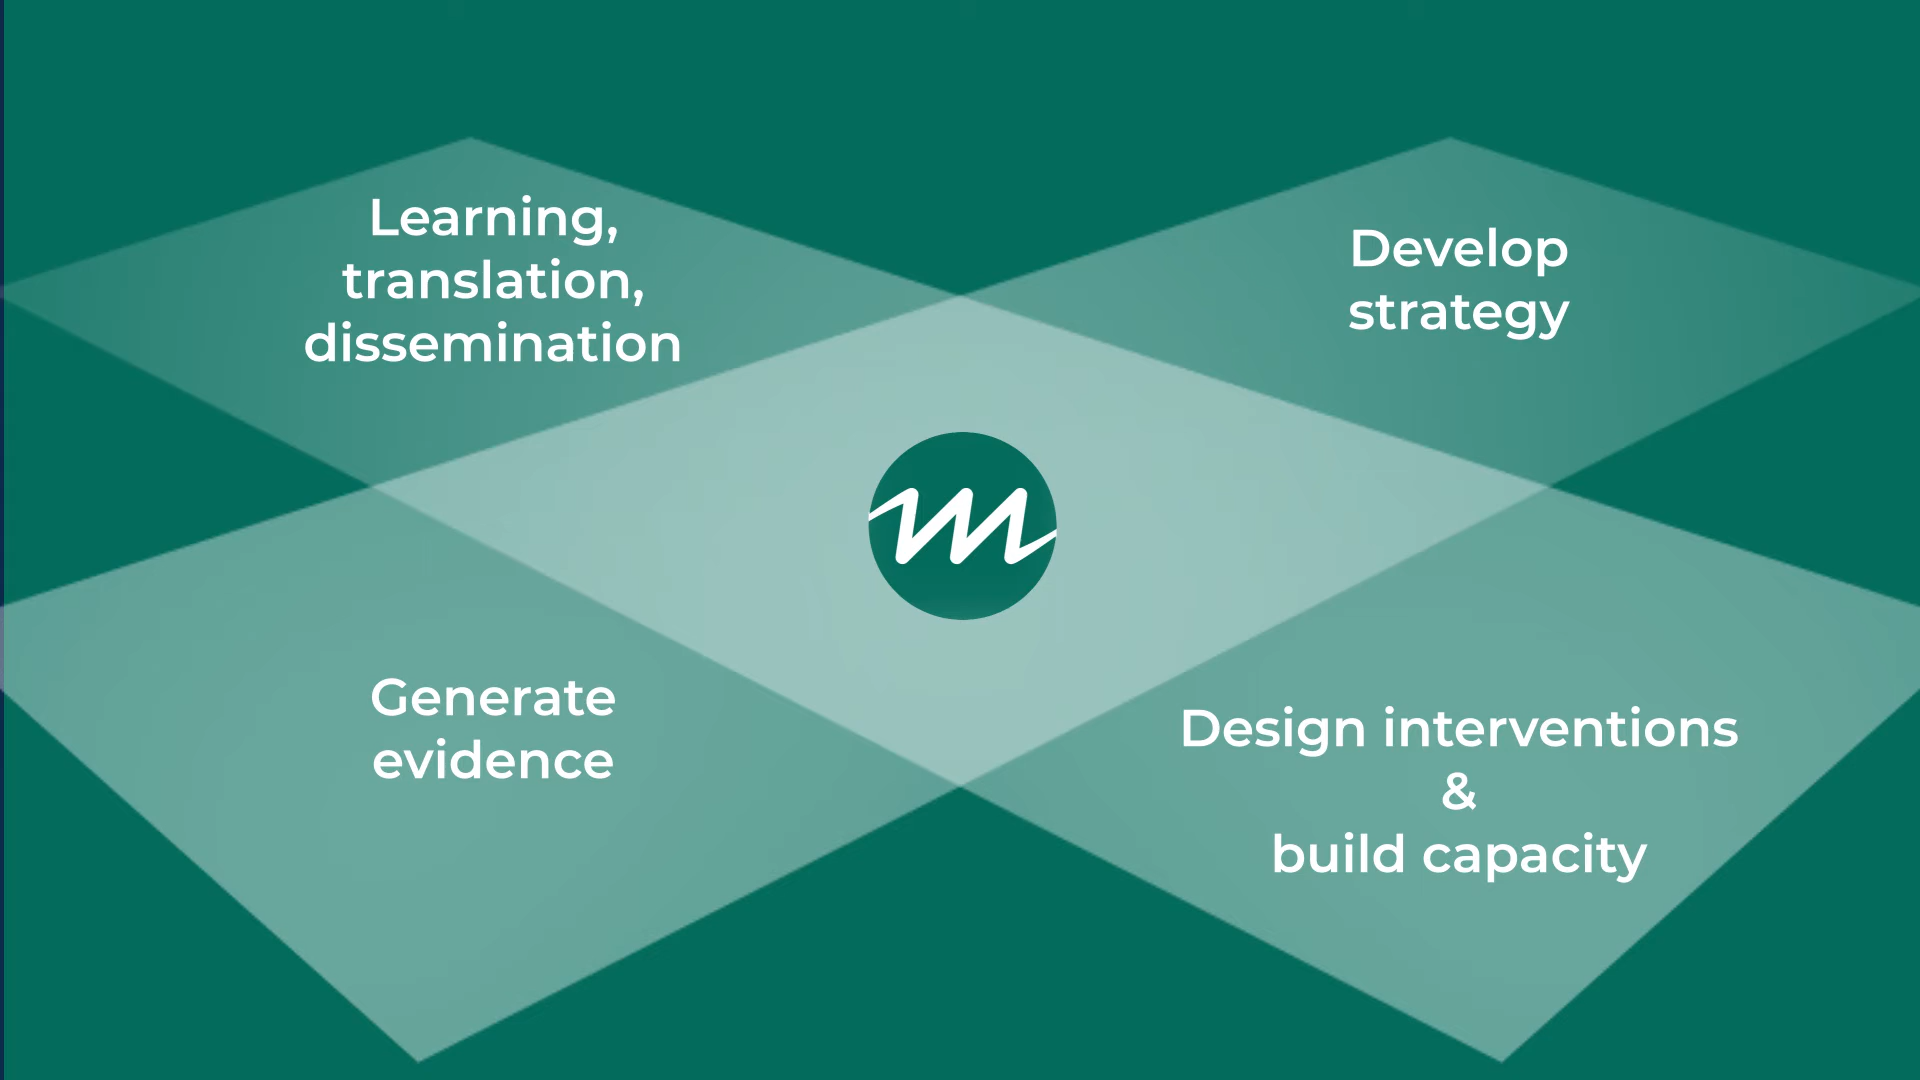 Learning,
translation,
dissemination
Develop
strategy
Generate
evidence
Design interventions
&
build capacity